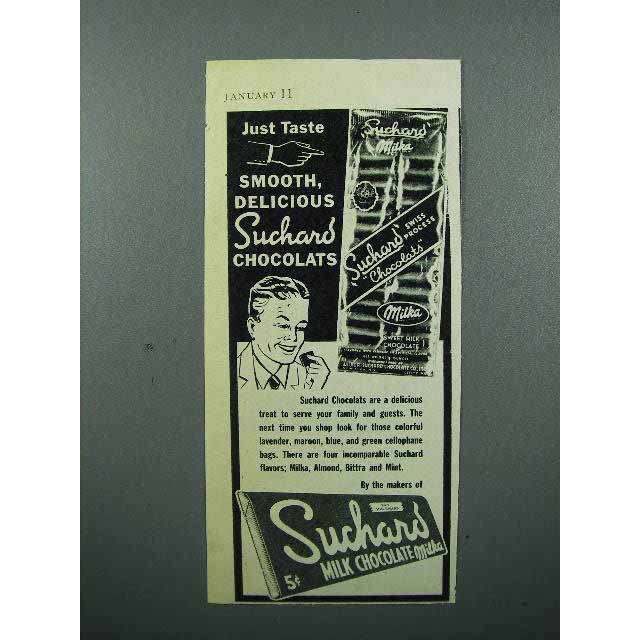 JANUARY 11
Just Taste
SMOOTH,
DELICIOUS
Suchard
CHOCOLATS
Suchard
Milka
Suchard
SWISS
PROCESS
"Chocolats"
Milka
SWEET MILK
CHOCOLATE
Suchard Chocolats are a delicious
treat to serve your family and guests. The
next time you shop look for those colorful
lavender, maroon, blue, and green cellophane
bags. There are four incomparable Suchard
flavors; Milka, Almond, Bittra and Mint.
By the makers of
Suchard
MILK CHOCOLATE Milka
5¢